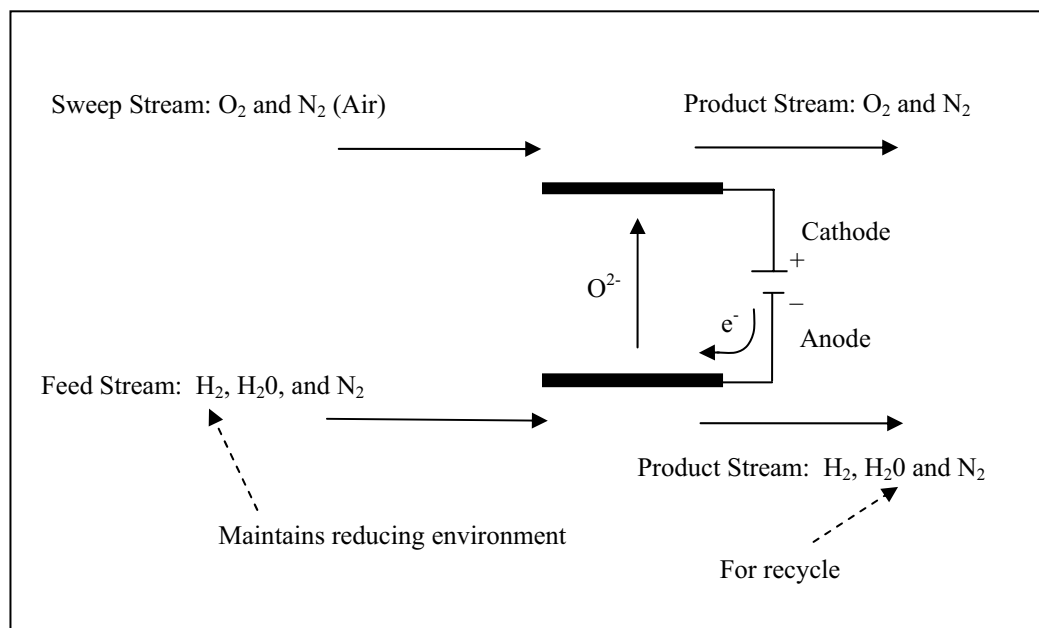 Sweep Stream: O₂ and N₂ (Air)
Product Stream: O₂ and N₂
Cathode
+
O²⁻
–
e⁻
Anode
Feed Stream: H₂, H₂0, and N₂
Product Stream: H₂, H₂0 and N₂
Maintains reducing environment
For recycle